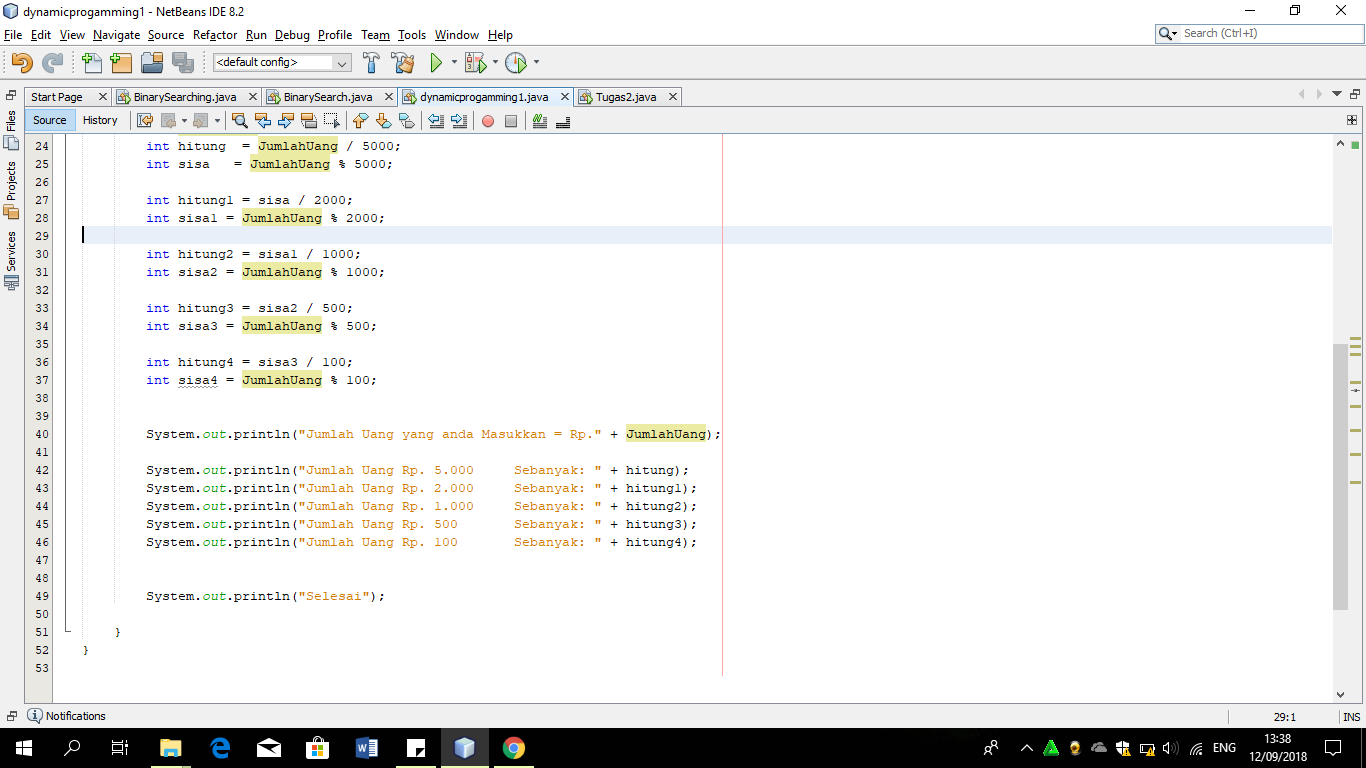 dynamicprogamming1 - NetBeans IDE 8.2
File Edit View Navigate Source Refactor Run Debug Profile Team Tools Window Help
Search (Ctrl+I)
<default config>
Start Page BinarySearching.java BinarySearch.java dynamicprogamming1.java Tugas2.java
Source History
Files
Projects
Services
24 int hitung  = JumlahUang / 5000;
25 int sisa   = JumlahUang % 5000;
26
27 int hitung1 = sisa / 2000;
28 int sisa1 = JumlahUang % 2000;
29
30 int hitung2 = sisa1 / 1000;
31 int sisa2 = JumlahUang % 1000;
32
33 int hitung3 = sisa2 / 500;
34 int sisa3 = JumlahUang % 500;
35
36 int hitung4 = sisa3 / 100;
37 int sisa4 = JumlahUang % 100;
38
39
40 System.out.println("Jumlah Uang yang anda Masukkan = Rp." + JumlahUang);
41
42 System.out.println("Jumlah Uang Rp. 5.000     Sebanyak: " + hitung);
43 System.out.println("Jumlah Uang Rp. 2.000     Sebanyak: " + hitung1);
44 System.out.println("Jumlah Uang Rp. 1.000     Sebanyak: " + hitung2);
45 System.out.println("Jumlah Uang Rp. 500       Sebanyak: " + hitung3);
46 System.out.println("Jumlah Uang Rp. 100       Sebanyak: " + hitung4);
47
48
49 System.out.println("Selesai");
50
51 }
52 }
53
Notifications
29:1 INS
ENG
13:38
12/09/2018